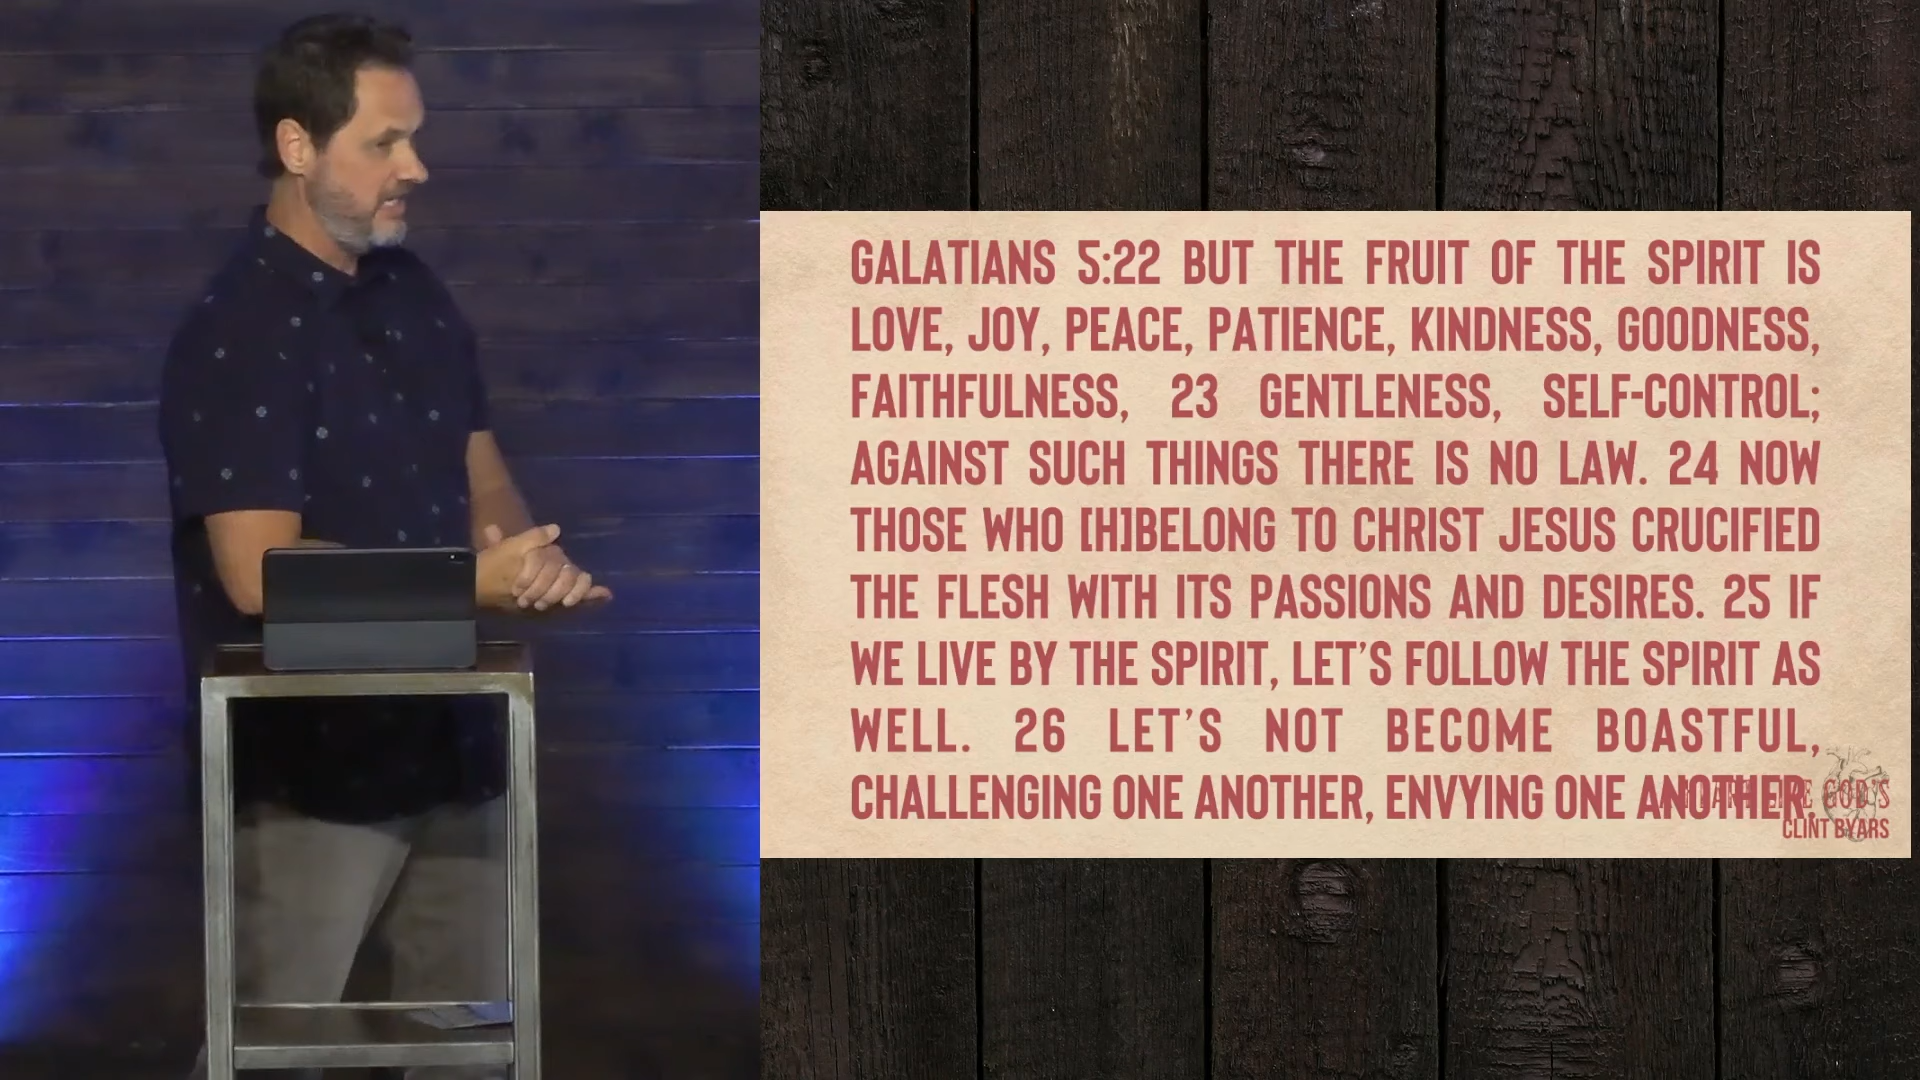 GALATIANS 5:22 BUT THE FRUIT OF THE SPIRIT IS
LOVE, JOY, PEACE, PATIENCE, KINDNESS, GOODNESS,
FAITHFULNESS, 23 GENTLENESS, SELF-CONTROL;
AGAINST SUCH THINGS THERE IS NO LAW. 24 NOW
THOSE WHO [H]BELONG TO CHRIST JESUS CRUCIFIED
THE FLESH WITH ITS PASSIONS AND DESIRES. 25 IF
WE LIVE BY THE SPIRIT, LET'S FOLLOW THE SPIRIT AS
WELL. 26 LET'S NOT BECOME BOASTFUL,
CHALLENGING ONE ANOTHER, ENVYING ONE ANOTHER.
GOD'S
CLINT BYARS